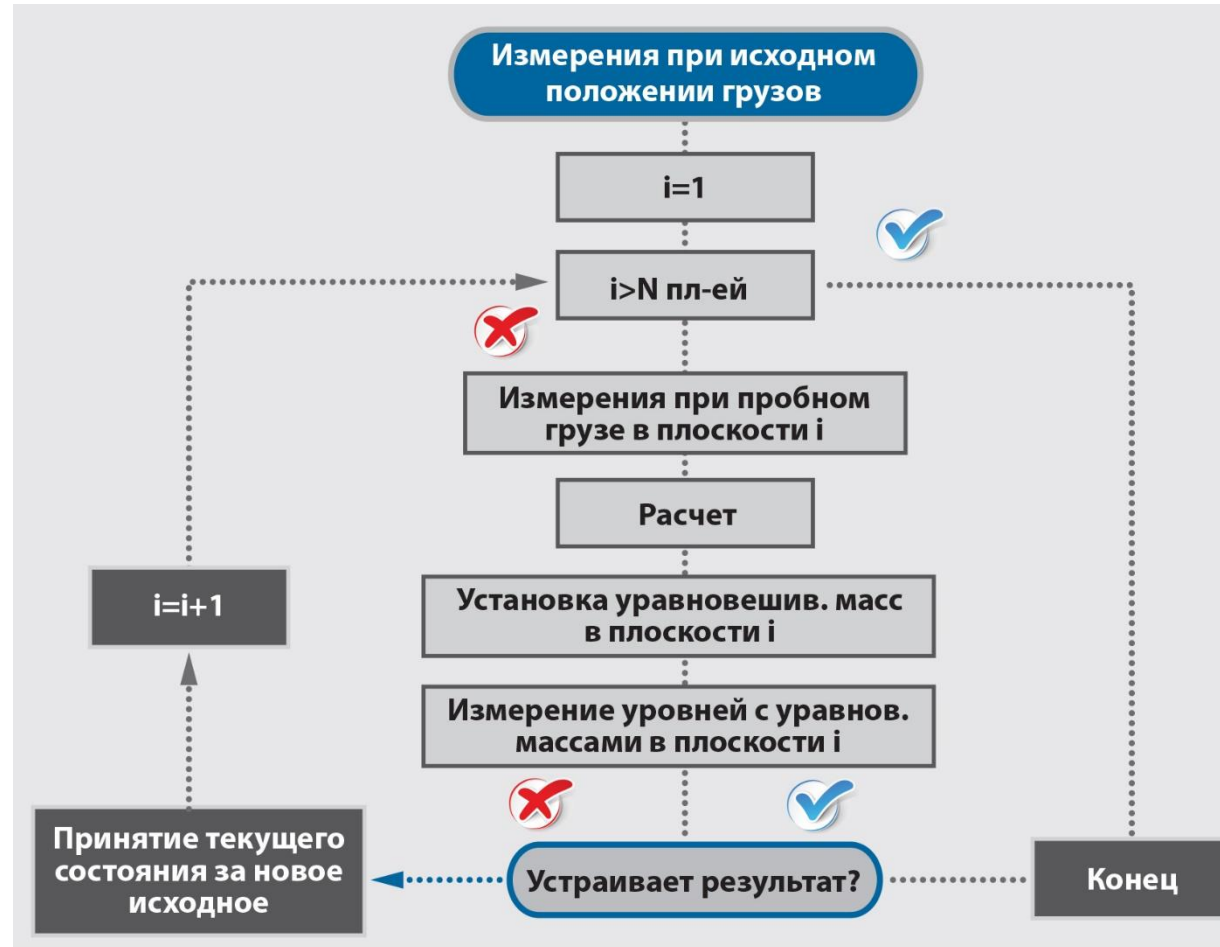 Измерения при исходном
положении грузов
i=1
i>N пл-ей
Измерения при пробном
грузе в плоскости i
Расчет
i=i+1
Установка уравновешив. масс
в плоскости i
Измерение уровней с уравнов.
массами в плоскости i
Принятие текущего
состояния за новое
исходное
Устраивает результат?
Конец